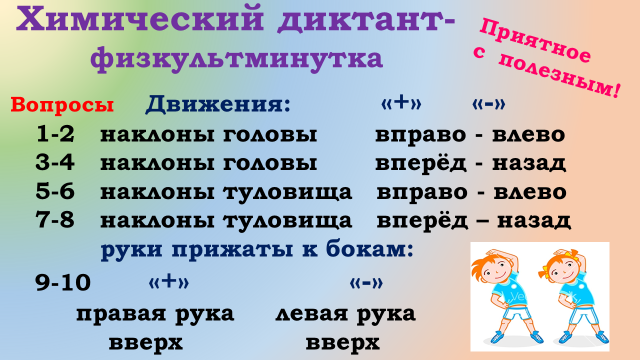 Химический диктант-
физкультминутка
Приятное
с полезным!
Вопросы Движения: «+» «-»
1-2 наклоны головы вправо - влево
3-4 наклоны головы вперёд - назад
5-6 наклоны туловища вправо - влево
7-8 наклоны туловища вперёд – назад
руки прижаты к бокам:
9-10 «+» «-»
правая рука левая рука
вверх вверх